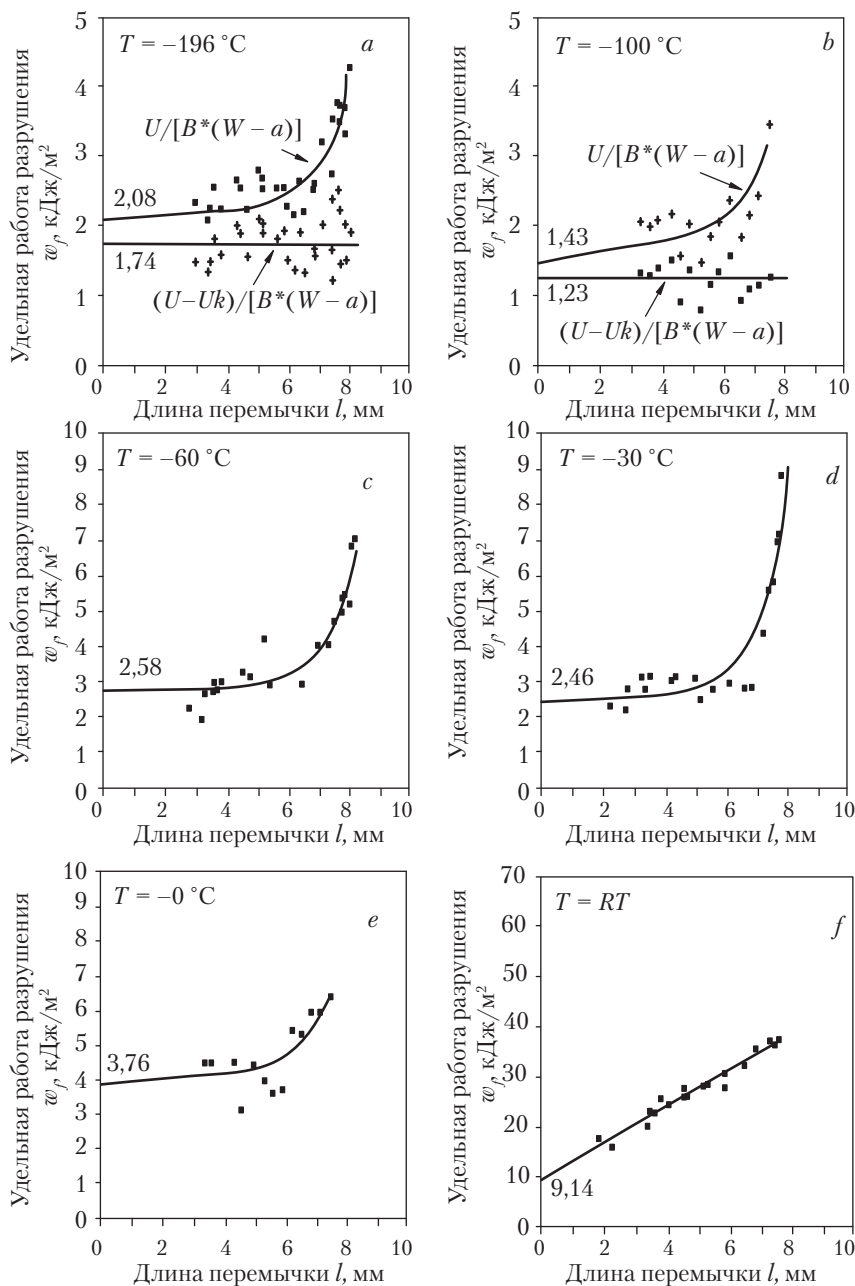 T = –196 °C
a
5
4
3
2
1
0
U/[B*(W – a)]
2,08
1,74
(U–Uk)/[B*(W – a)]
0 2 4 6 8 10
Длина перемычки l, мм
Удельная работа разрушения
w_f, кДж/м²
T = –100 °C
b
5
4
3
2
1
0
U/[B*(W – a)]
1,43
1,23
(U–Uk)/[B*(W – a)]
0 2 4 6 8 10
Длина перемычки l, мм
Удельная работа разрушения
w_f, кДж/м²
T = –60 °C
c
10
9
8
7
6
5
4
3
2
1
0
2,58
0 2 4 6 8 10
Длина перемычки l, мм
Удельная работа разрушения
w_f, кДж/м²
T = –30 °C
d
10
9
8
7
6
5
4
3
2
1
0
2,46
0 2 4 6 8 10
Длина перемычки l, мм
Удельная работа разрушения
w_f, кДж/м²
T = –0 °C
e
10
9
8
7
6
5
4
3
2
1
0
3,76
0 2 4 6 8 10
Длина перемычки l, мм
Удельная работа разрушения
w_f, кДж/м²
T = RT
f
70
60
50
40
30
20
10
0
9,14
0 2 4 6 8 10
Длина перемычки l, мм
Удельная работа разрушения
w_f, кДж/м²